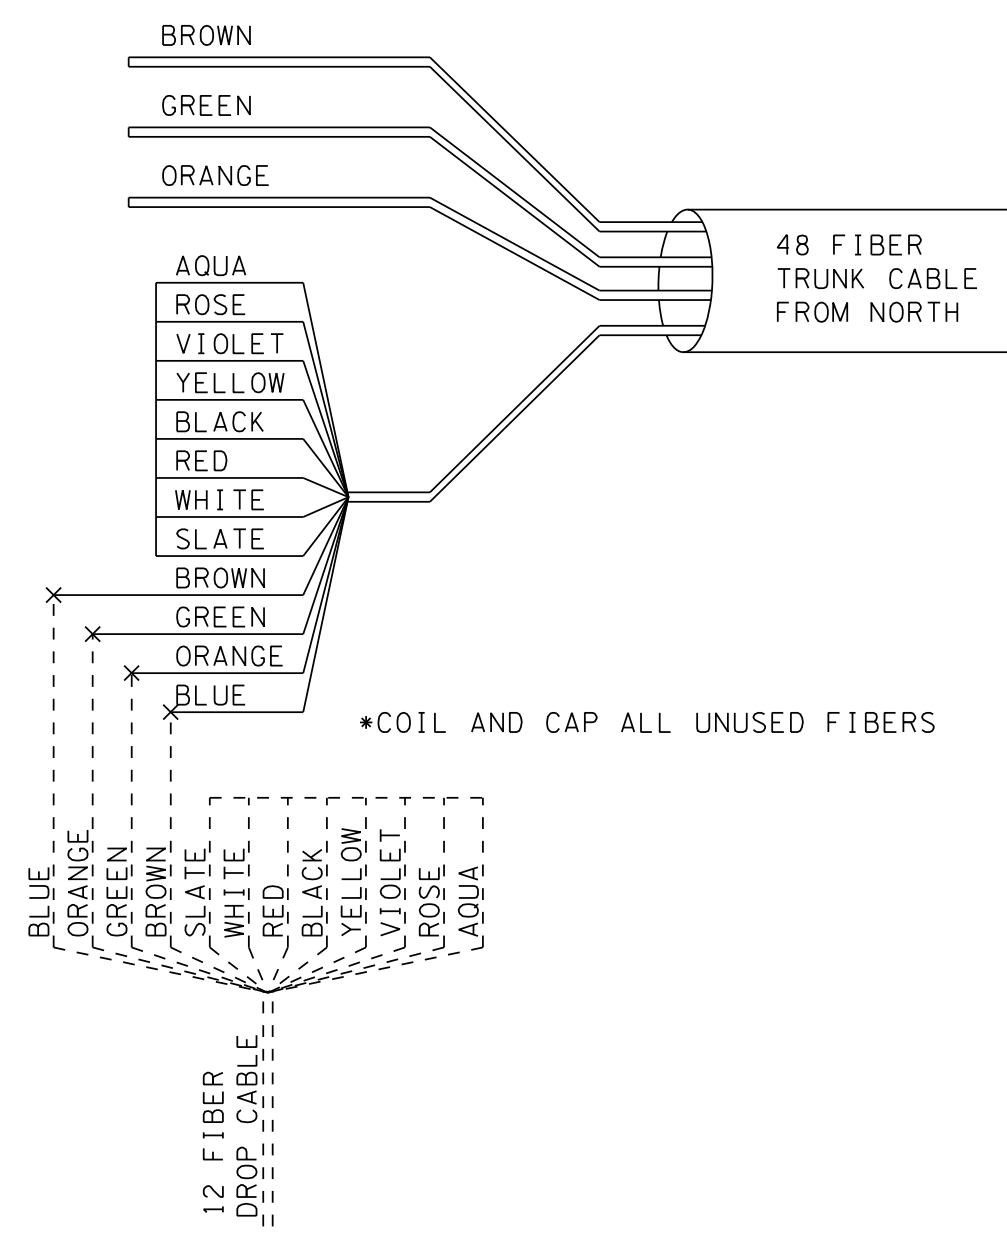 BROWN
GREEN
ORANGE
48 FIBER
TRUNK CABLE
FROM NORTH
AQUA
ROSE
VIOLET
YELLOW
BLACK
RED
WHITE
SLATE
BROWN
GREEN
ORANGE
BLUE
*COIL AND CAP ALL UNUSED FIBERS
BLUE
ORANGE
GREEN
BROWN
SLATE
WHITE
RED
BLACK
YELLOW
VIOLET
ROSE
AQUA
12 FIBER
DROP CABLE